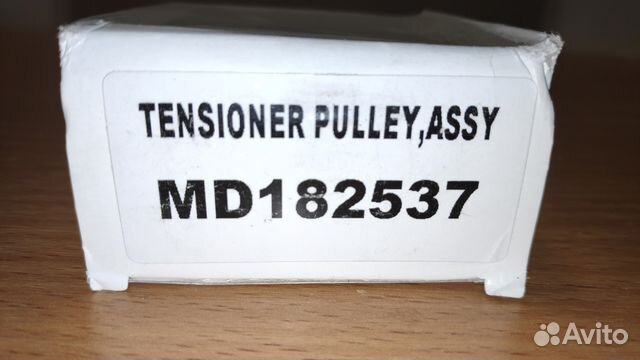 TENSIONER PULLEY,ASSY
MD182537
Avito